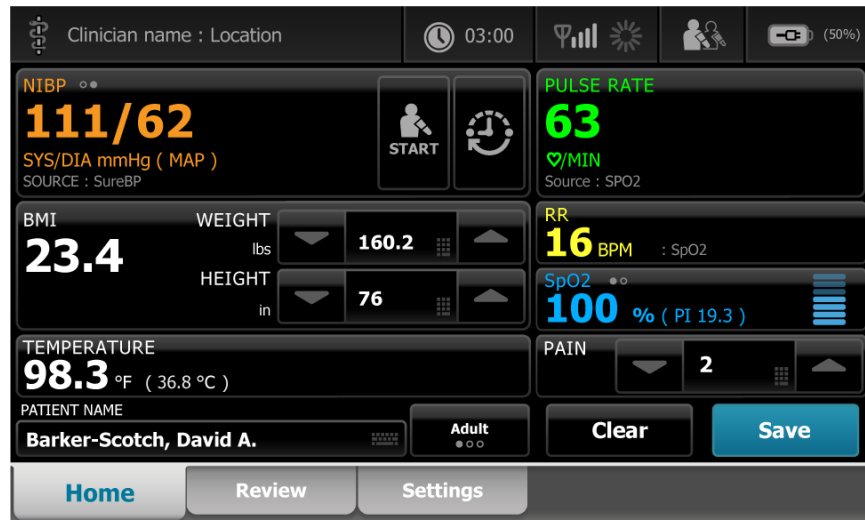 Clinician name : Location
03:00
(50%)
NIBP
111/62
SYS/DIA mmHg ( MAP )
SOURCE : SureBP
START
PULSE RATE
63
/MIN
Source : SPO2
BMI
23.4
WEIGHT
lbs
160.2
HEIGHT
in
76
RR
16 BPM : SpO2
SpO2
100 % ( PI 19.3 )
TEMPERATURE
98.3 °F ( 36.8 °C )
PAIN
2
PATIENT NAME
Barker-Scotch, David A.
Adult
Clear
Save
Home
Review
Settings